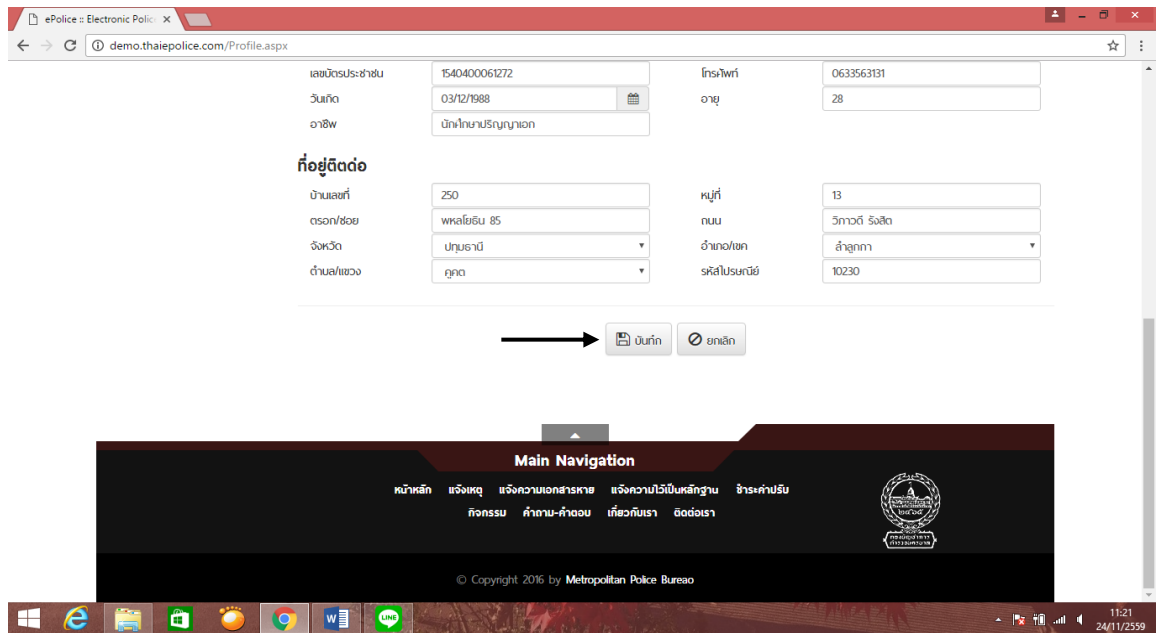 ePolice :: Electronic Polic
demo.thaiepolice.com/Profile.aspx
เลขบัตรประชาชน 1540400061272 โทรศัพท์ 0633563131
วันเกิด 03/12/1988 อายุ 28
อาชีพ นักศึกษาปริญญาเอก
ที่อยู่ติดต่อ
บ้านเลขที่ 250 หมู่ที่ 13
ตรอก/ซอย พหลโยธิน 85 ถนน วิภาวดี รังสิต
จังหวัด ปทุมธานี อำเภอ/เขต ลำลูกกา
ตำบล/แขวง คูคต รหัสไปรษณีย์ 10230
บันทึก ยกเลิก
Main Navigation
หน้าหลัก แจ้งเหตุ แจ้งความเอกสารหาย แจ้งความไว้เป็นหลักฐาน ชำระค่าปรับ
กิจกรรม คำถาม-คำตอบ เกี่ยวกับเรา ติดต่อเรา
© Copyright 2016 by Metropolitan Police Bureao
LINE
11:21
24/11/2559